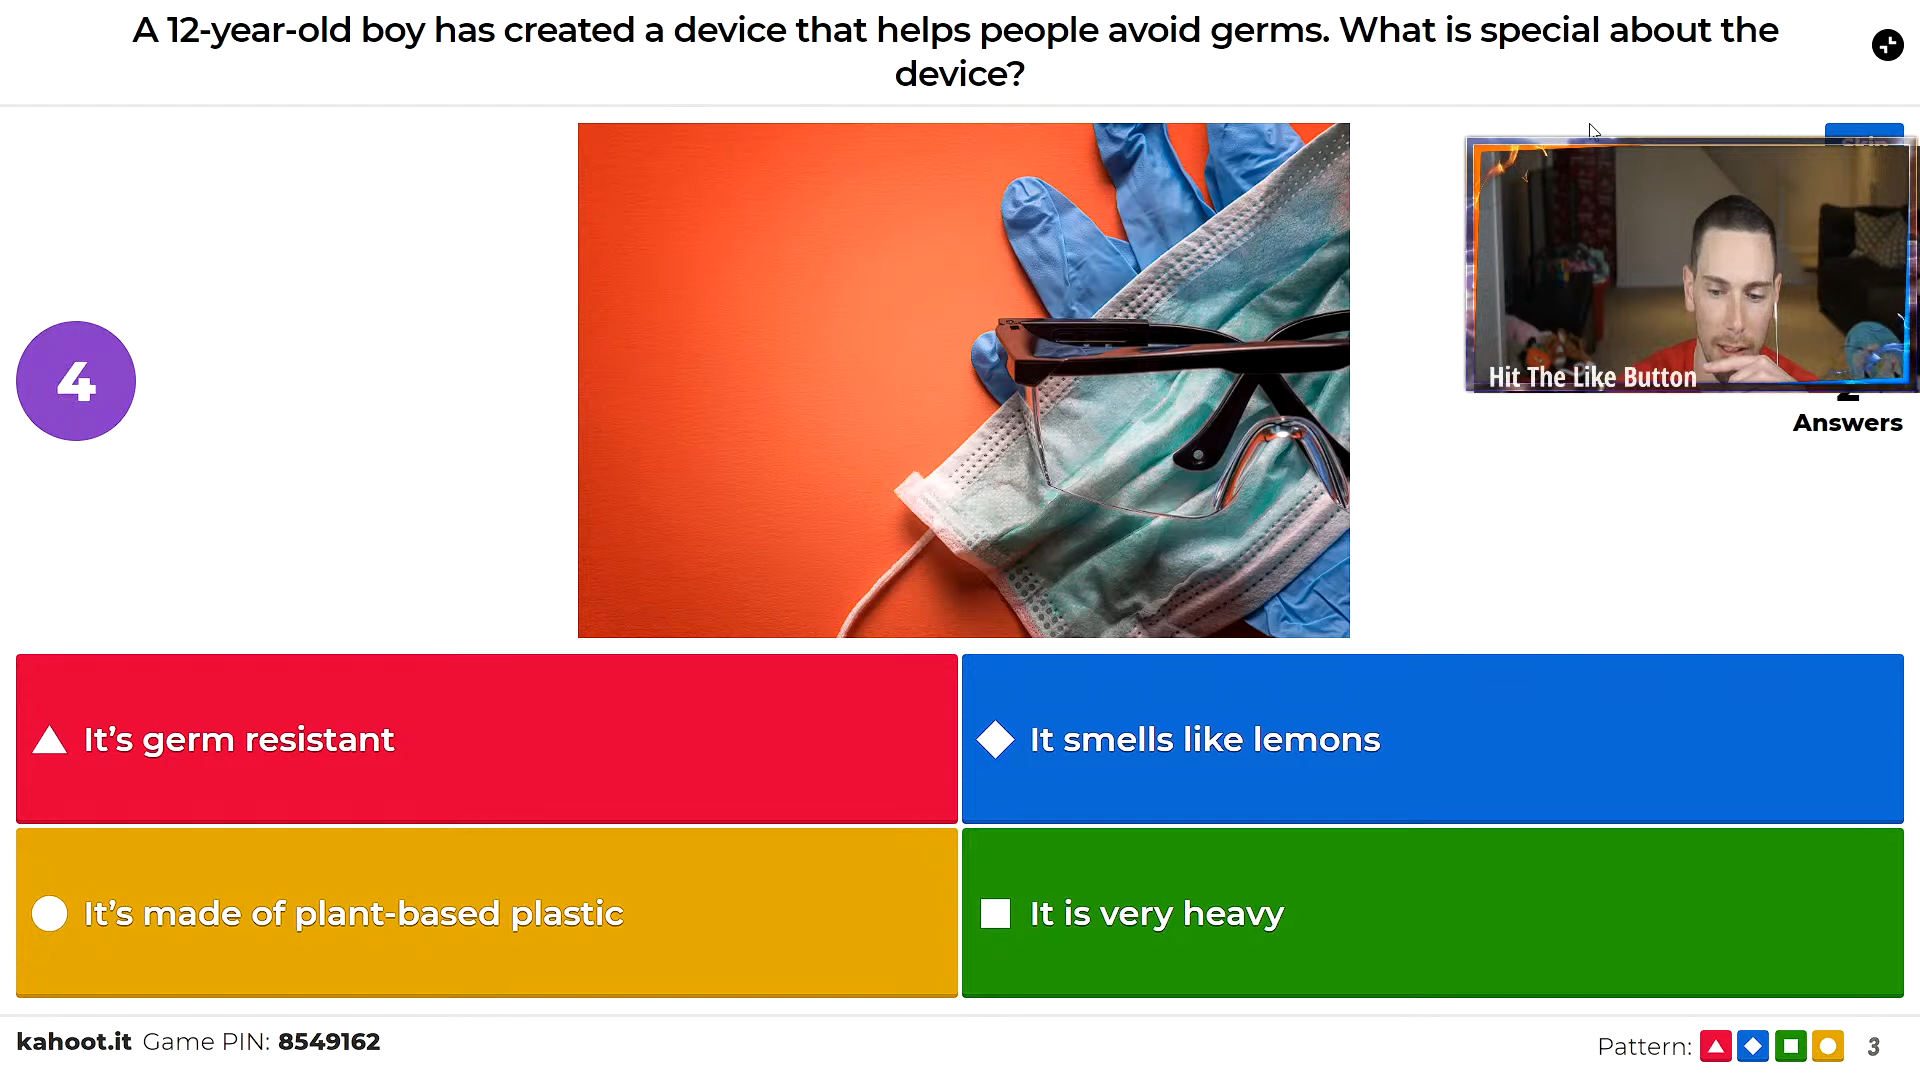 A 12-year-old boy has created a device that helps people avoid germs. What is special about the
device?
4
Hit The Like Button
Answers
It's germ resistant
It smells like lemons
It's made of plant-based plastic
It is very heavy
kahoot.it Game PIN: 8549162
Pattern: 3